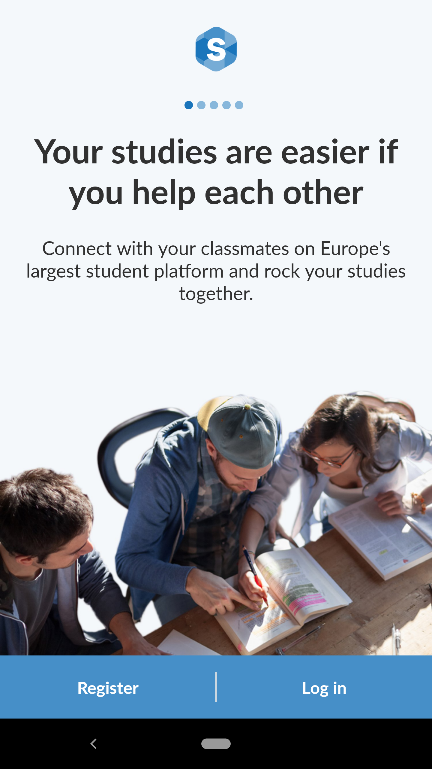 S
Your studies are easier if
you help each other
Connect with your classmates on Europe's
largest student platform and rock your studies
together.
Register
Log in